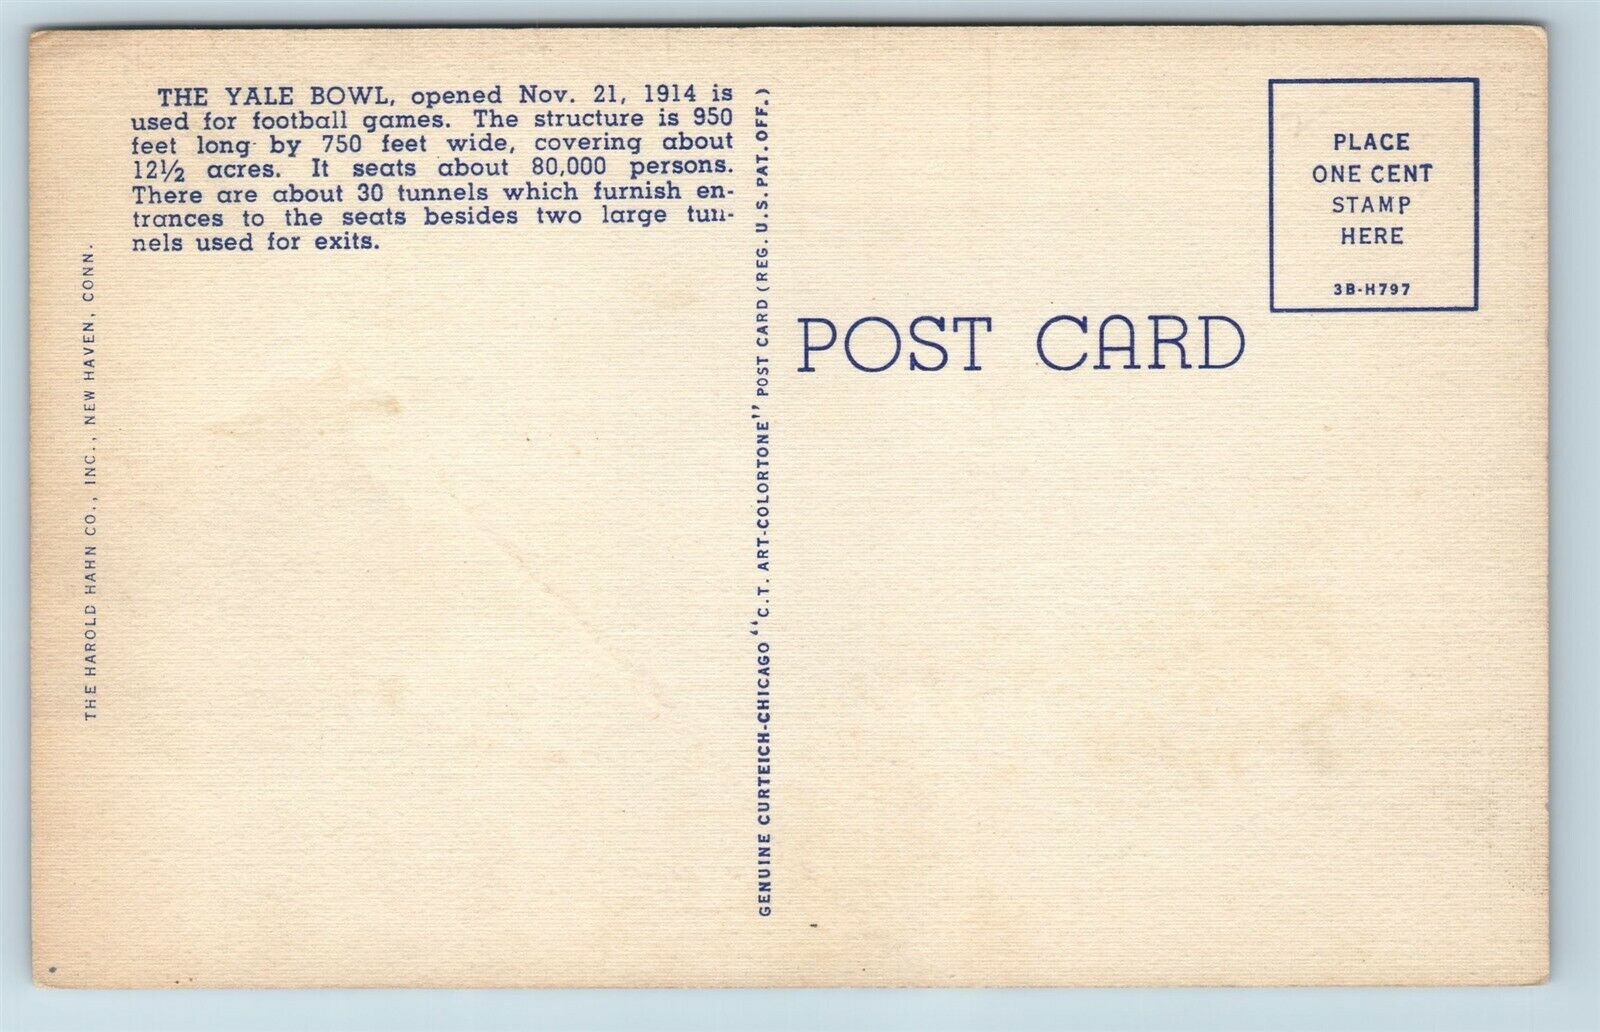 THE YALE BOWL, opened Nov. 21, 1914 is
used for football games. The structure is 950
feet long by 750 feet wide, covering about
12½ acres. It seats about 80,000 persons.
There are about 30 tunnels which furnish en-
trances to the seats besides two large tun-
nels used for exits.
THE HAROLD HAHN CO., INC., NEW HAVEN, CONN.
GENUINE CURTEICH-CHICAGO "C.T. ART-COLORTONE" POST CARD (REG. U.S. PAT. OFF.)
POST CARD
PLACE
ONE CENT
STAMP
HERE
3B-H797